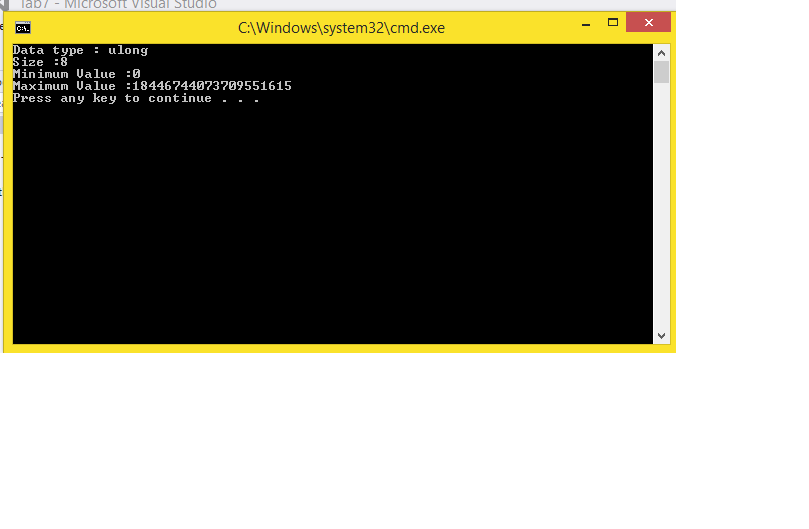 lab7 - Microsoft Visual Studio
C:\Windows\system32\cmd.exe
Data type : ulong
Size :8
Minimum Value :0
Maximum Value :18446744073709551615
Press any key to continue . . .